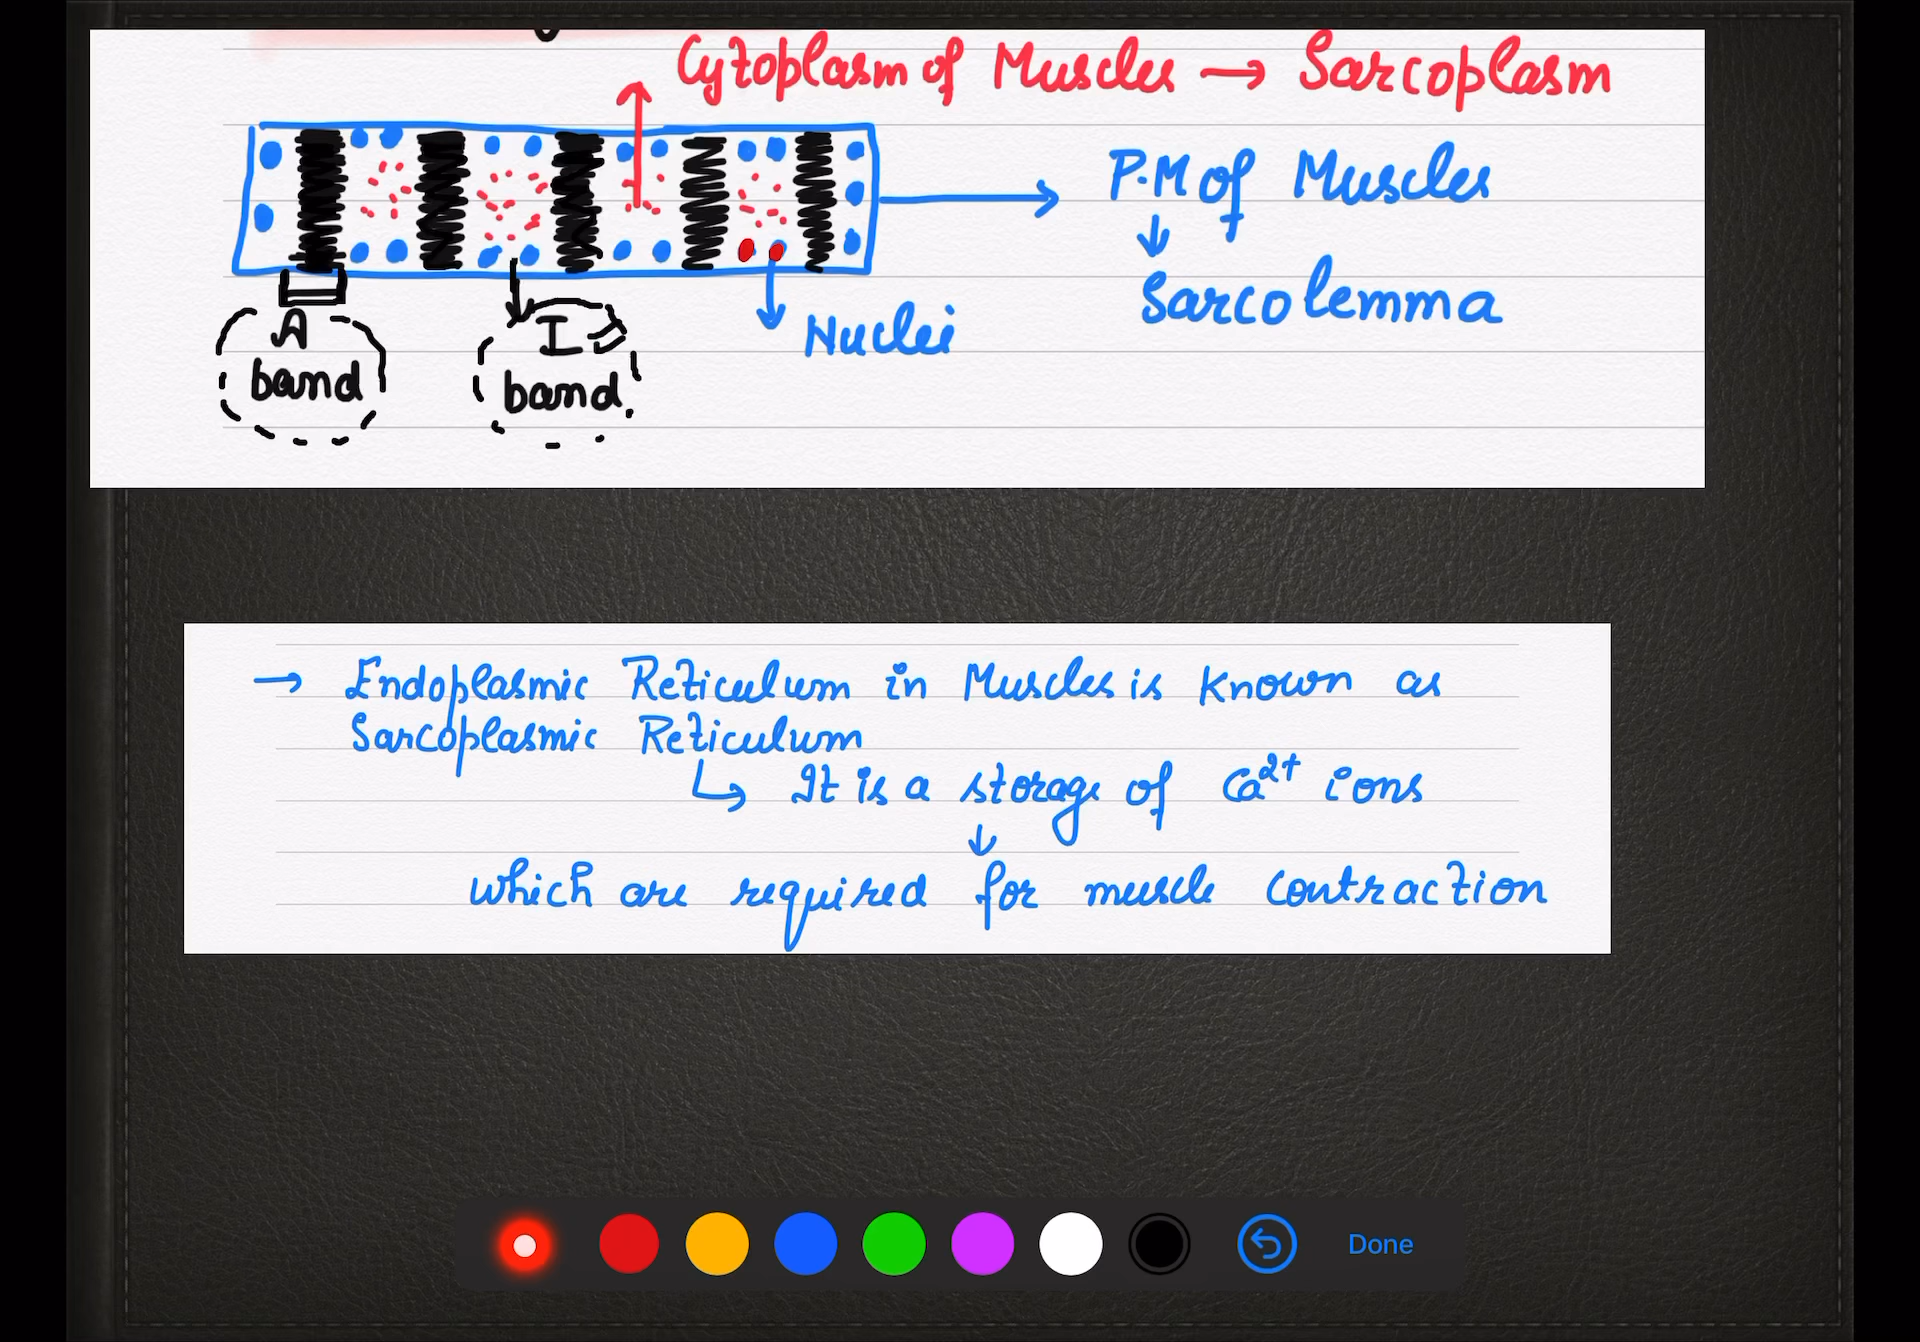 Cytoplasm of Muscles → Sarcoplasm
P.M of Muscles
↓
Sarcolemma
Nuclei
A
band
I
band
→ Endoplasmic Reticulum in Muscles is known as
Sarcoplasmic Reticulum
↳ It is a storage of Ca²⁺ ions
↓
which are required for muscle contraction
Done